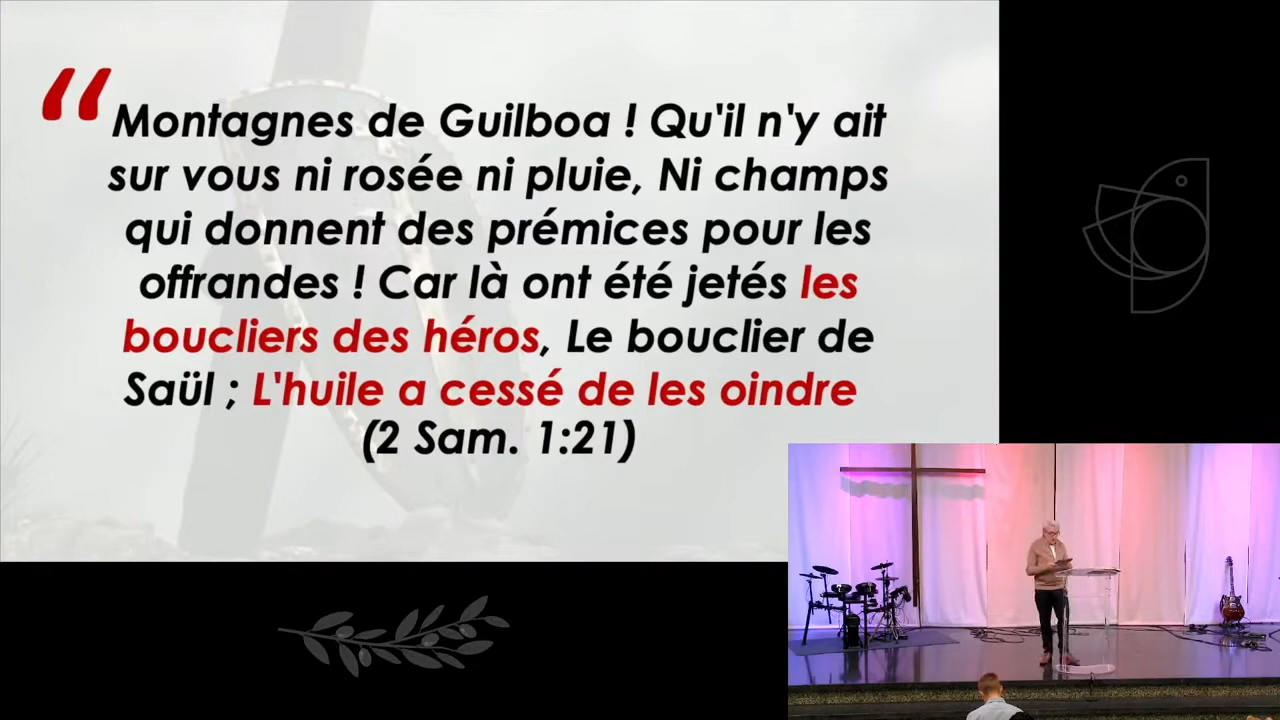 “Montagnes de Guilboa ! Qu'il n'y ait
sur vous ni rosée ni pluie, Ni champs
qui donnent des prémices pour les
offrandes ! Car là ont été jetés les
boucliers des héros, Le bouclier de
Saül ; L'huile a cessé de les oindre
(2 Sam. 1:21)